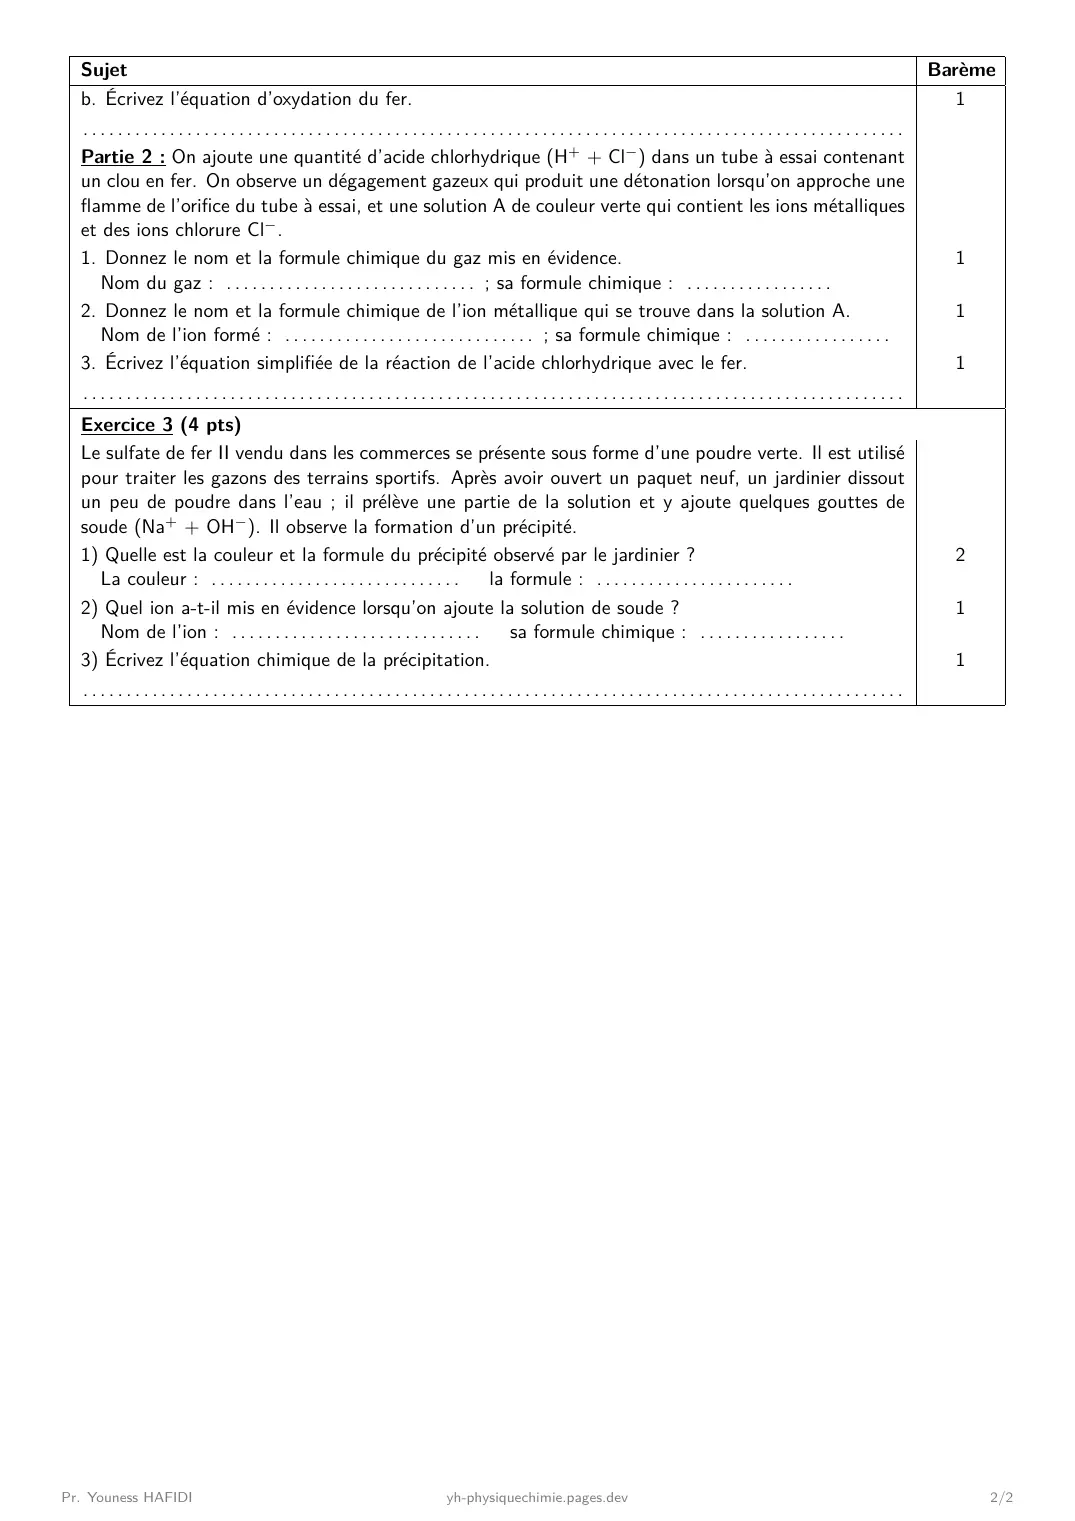 Sujet Barème
b. Écrivez l'équation d'oxydation du fer. 1
................................................................................................
Partie 2 : On ajoute une quantité d'acide chlorhydrique (H⁺ + Cl⁻) dans un tube à essai contenant
un clou en fer. On observe un dégagement gazeux qui produit une détonation lorsqu'on approche une
flamme de l'orifice du tube à essai, et une solution A de couleur verte qui contient les ions métalliques
et des ions chlorure Cl⁻.
1. Donnez le nom et la formule chimique du gaz mis en évidence. 1
Nom du gaz : ............................. ; sa formule chimique : .................
2. Donnez le nom et la formule chimique de l'ion métallique qui se trouve dans la solution A. 1
Nom de l'ion formé : ............................. ; sa formule chimique : .................
3. Écrivez l'équation simplifiée de la réaction de l'acide chlorhydrique avec le fer. 1
................................................................................................
Exercice 3 (4 pts)
Le sulfate de fer II vendu dans les commerces se présente sous forme d'une poudre verte. Il est utilisé
pour traiter les gazons des terrains sportifs. Après avoir ouvert un paquet neuf, un jardinier dissout
un peu de poudre dans l'eau ; il prélève une partie de la solution et y ajoute quelques gouttes de
soude (Na⁺ + OH⁻). Il observe la formation d'un précipité.
1) Quelle est la couleur et la formule du précipité observé par le jardinier ? 2
La couleur : ............................. la formule : .......................
2) Quel ion a-t-il mis en évidence lorsqu'on ajoute la solution de soude ? 1
Nom de l'ion : ............................. sa formule chimique : .................
3) Écrivez l'équation chimique de la précipitation. 1
................................................................................................
Pr. Youness HAFIDI yh-physiquechimie.pages.dev 2/2